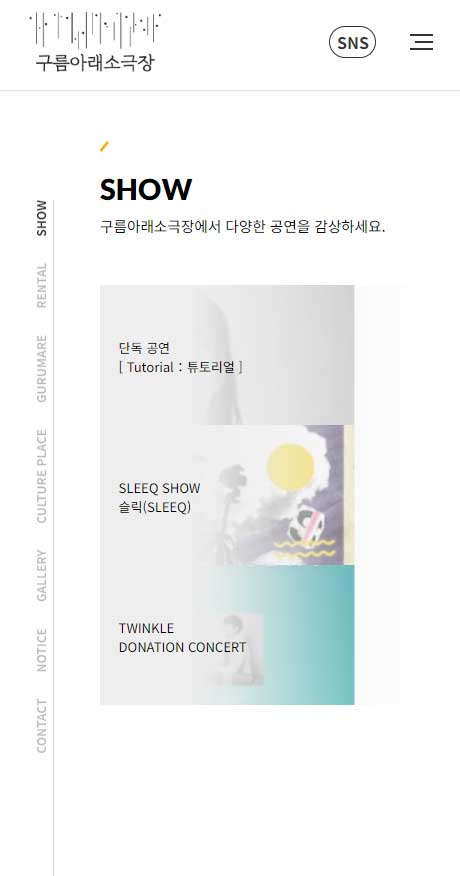 구름아래소극장
SNS
SHOW
구름아래소극장에서 다양한 공연을 감상하세요.
SHOW
RENTAL
GURUMARE
CULTURE PLACE
GALLERY
NOTICE
CONTACT
단독 공연
[ Tutorial : 튜토리얼 ]
SLEEQ SHOW
슬릭(SLEEQ)
TWINKLE
DONATION CONCERT